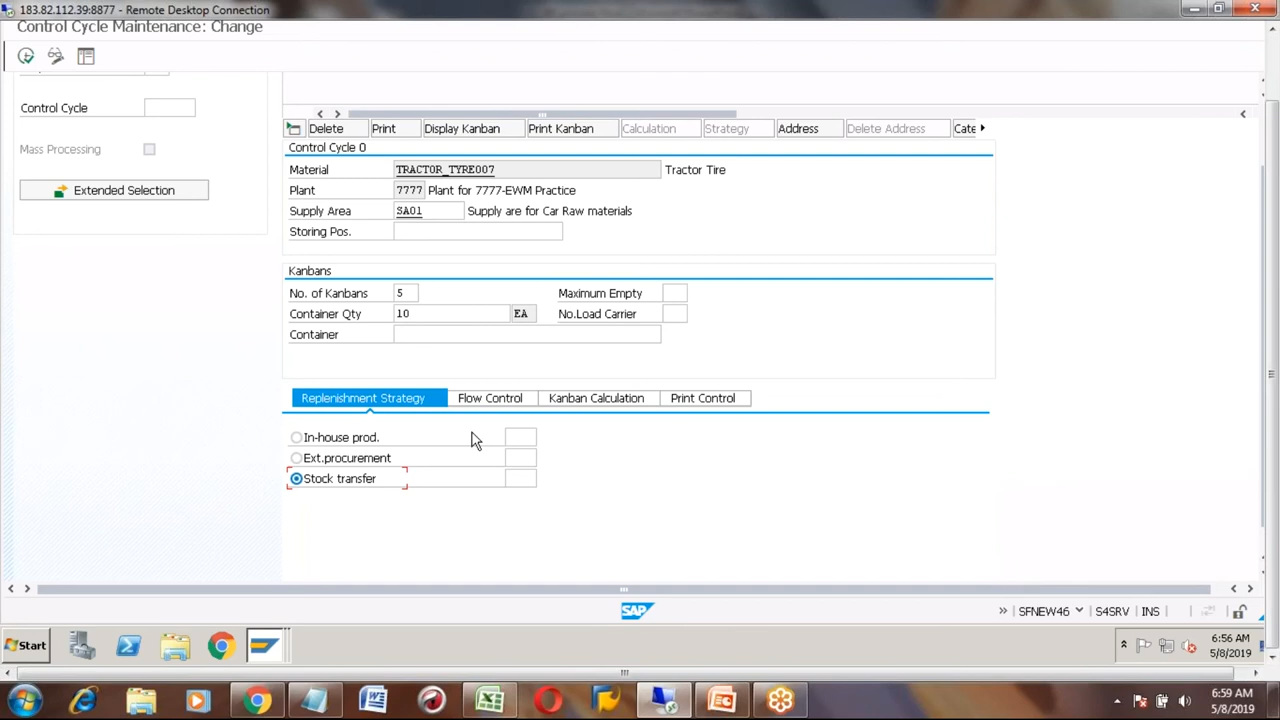 183.82.112.39:8877 - Remote Desktop Connection
Control Cycle Maintenance: Change
Control Cycle
Mass Processing
Extended Selection
Delete Print Display Kanban Print Kanban Calculation Strategy Address Delete Address Cate
Control Cycle 0
Material TRACTOR_TYRE007 Tractor Tire
Plant 7777 Plant for 7777-EWM Practice
Supply Area SA01 Supply are for Car Raw materials
Storing Pos.
Kanbans
No. of Kanbans 5 Maximum Empty
Container Qty 10 EA No.Load Carrier
Container
Replenishment Strategy Flow Control Kanban Calculation Print Control
In-house prod.
Ext.procurement
Stock transfer
SAP SFNEW46 S4SRV INS
Start 6:56 AM
5/8/2019
6:59 AM
5/8/2019